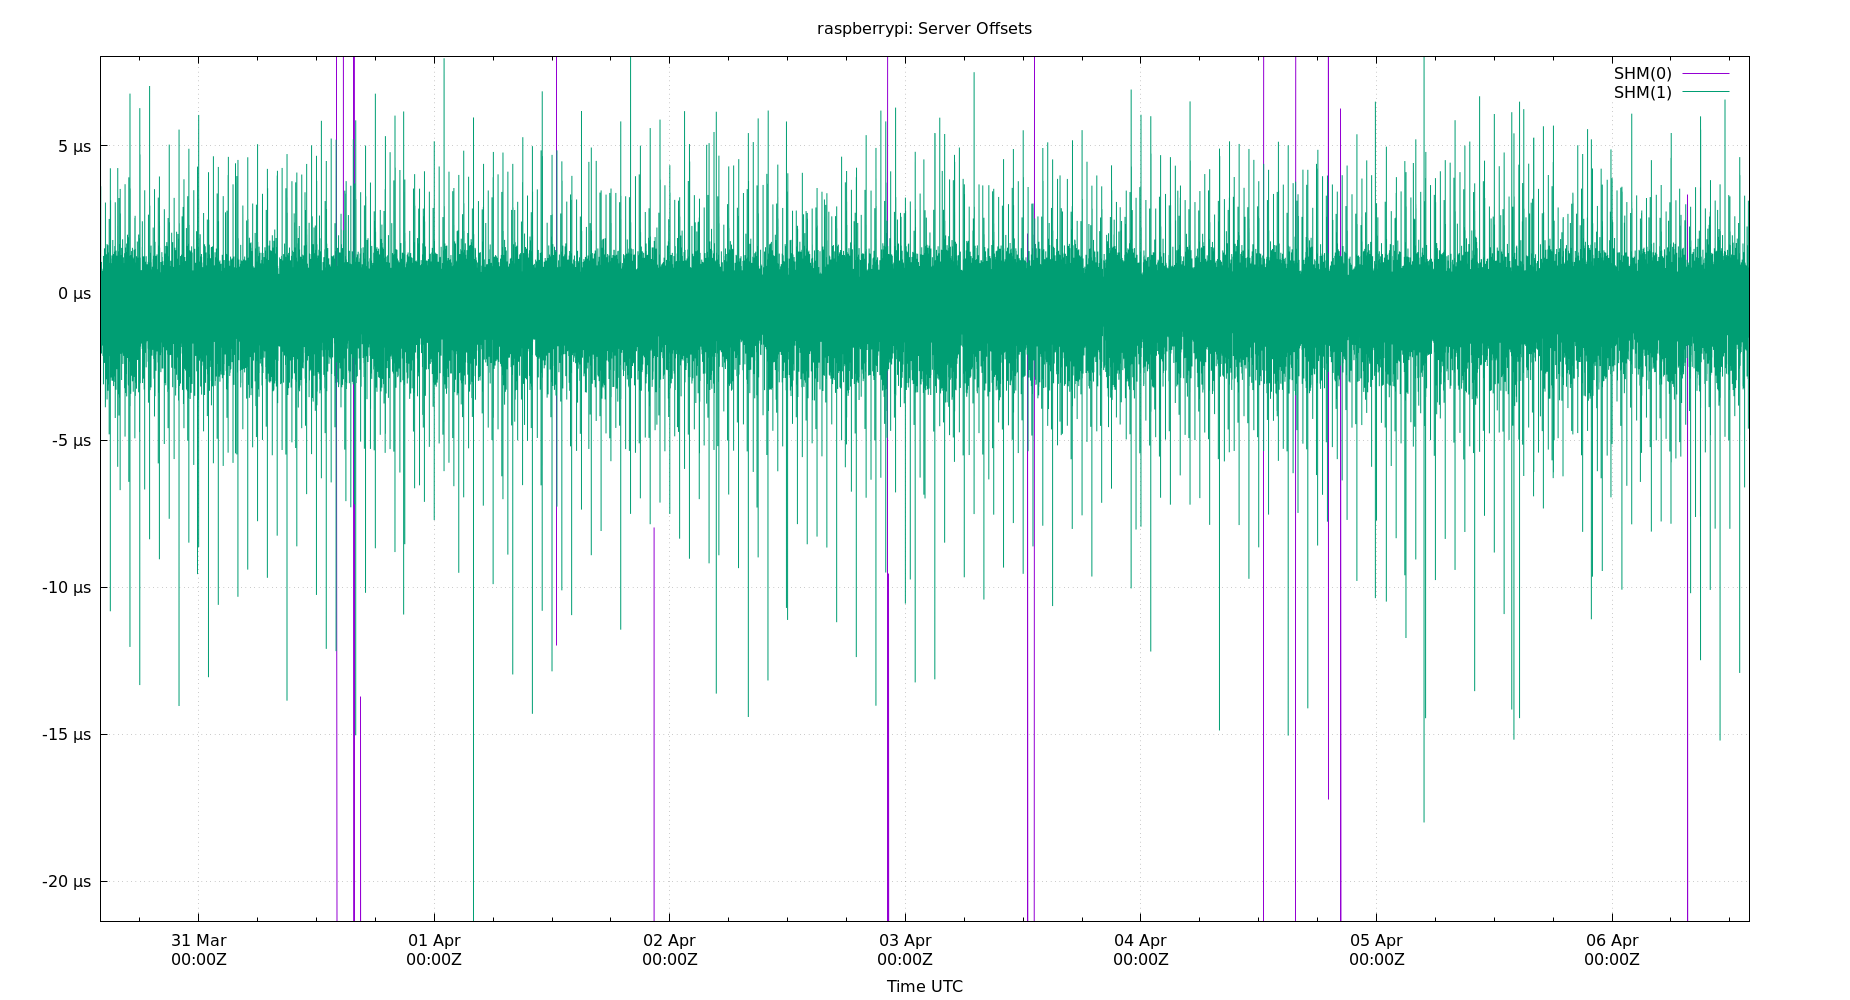 raspberrypi: Server Offsets
SHM(0)
SHM(1)
5 µs
0 µs
-5 µs
-10 µs
-15 µs
-20 µs
31 Mar
00:00Z
01 Apr
00:00Z
02 Apr
00:00Z
03 Apr
00:00Z
04 Apr
00:00Z
05 Apr
00:00Z
06 Apr
00:00Z
Time UTC